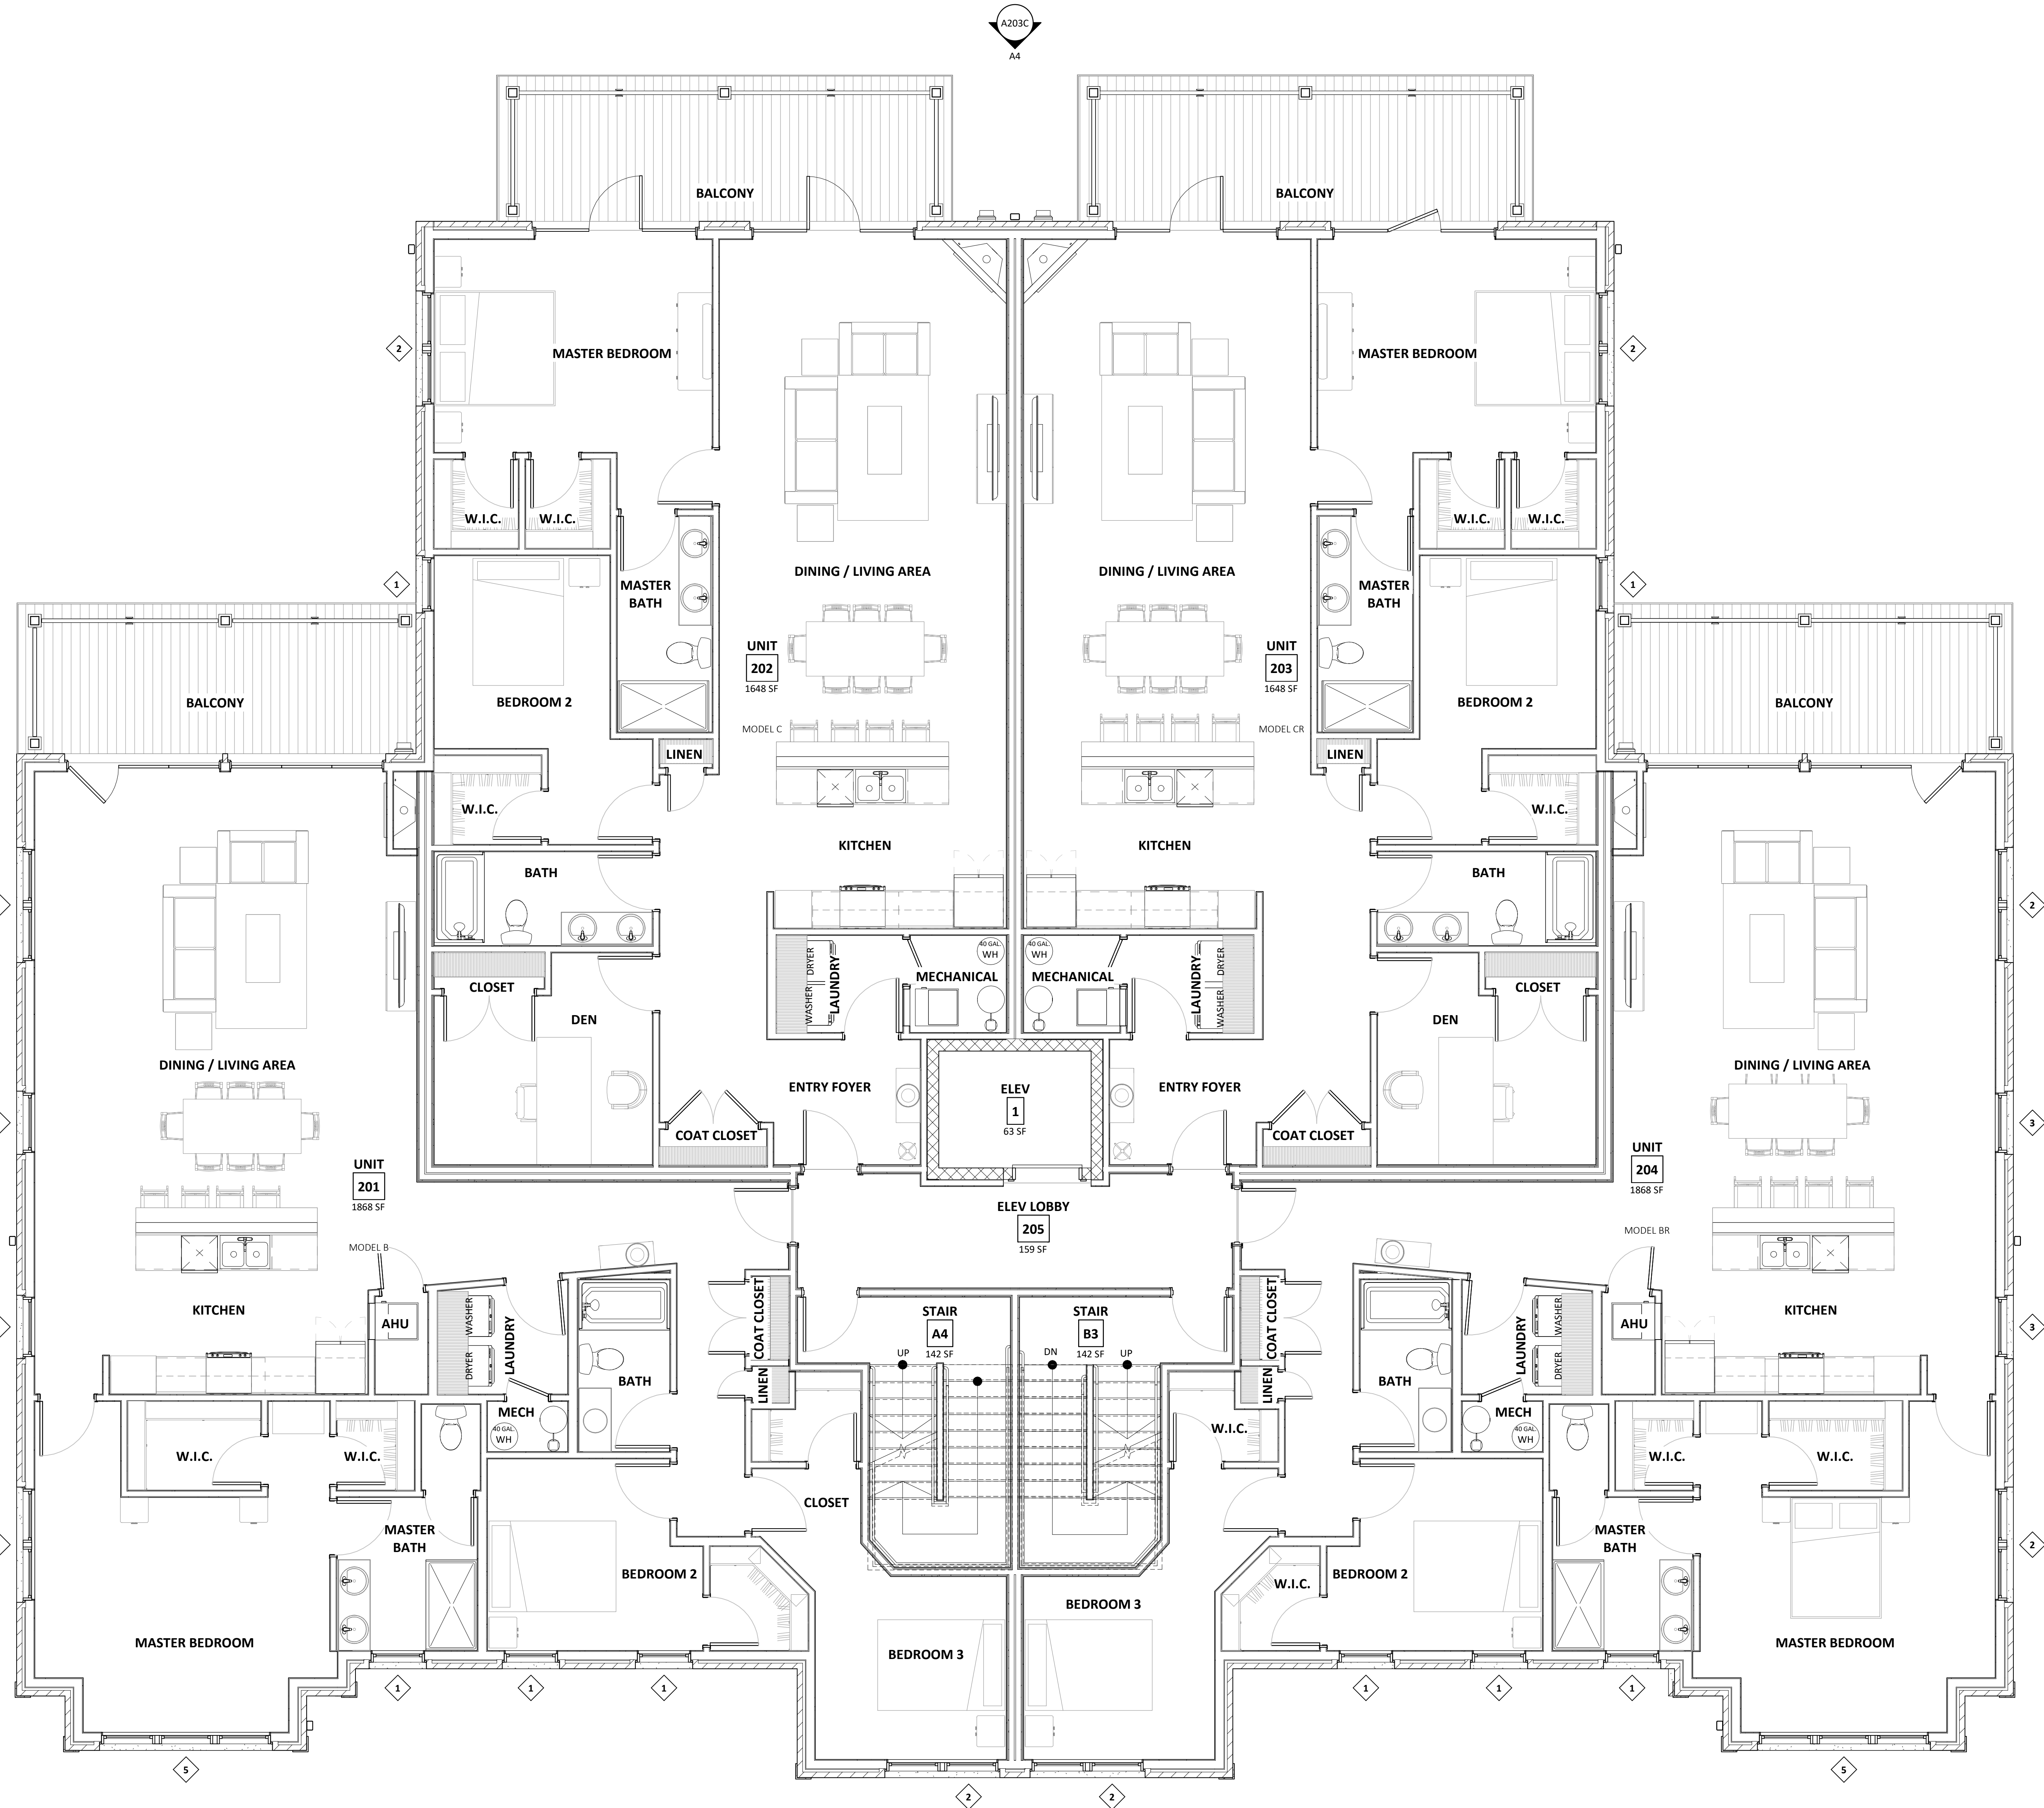 A203C
A4
BALCONY
BALCONY
2
MASTER BEDROOM
MASTER BEDROOM
2
W.I.C.
W.I.C.
W.I.C.
W.I.C.
DINING / LIVING AREA
DINING / LIVING AREA
1
MASTER
BATH
MASTER
BATH
1
UNIT
202
1648 SF
UNIT
203
1648 SF
BALCONY
BEDROOM 2
BEDROOM 2
BALCONY
MODEL C
MODEL CR
LINEN
LINEN
W.I.C.
W.I.C.
KITCHEN
KITCHEN
BATH
BATH
2
40 GAL.
WH
40 GAL.
WH
DRYER
WASHER
LAUNDRY
MECHANICAL
MECHANICAL
LAUNDRY
DRYER
WASHER
CLOSET
CLOSET
DEN
DEN
DINING / LIVING AREA
DINING / LIVING AREA
ENTRY FOYER
ELEV
1
63 SF
ENTRY FOYER
3
COAT CLOSET
COAT CLOSET
UNIT
201
1868 SF
UNIT
204
1868 SF
ELEV LOBBY
205
159 SF
MODEL B
MODEL BR
KITCHEN
AHU
WASHER
DRYER
LAUNDRY
COAT CLOSET
STAIR
A4
142 SF
STAIR
B3
142 SF
COAT CLOSET
LAUNDRY
WASHER
DRYER
AHU
KITCHEN
3
UP
DN
UP
BATH
LINEN
LINEN
BATH
MECH
40 GAL.
WH
W.I.C.
MECH
40 GAL.
WH
W.I.C.
W.I.C.
W.I.C.
W.I.C.
CLOSET
MASTER
BATH
MASTER
BATH
2
BEDROOM 2
W.I.C.
BEDROOM 2
BEDROOM 3
MASTER BEDROOM
BEDROOM 3
MASTER BEDROOM
1
1
1
1
1
1
5
5
2
2